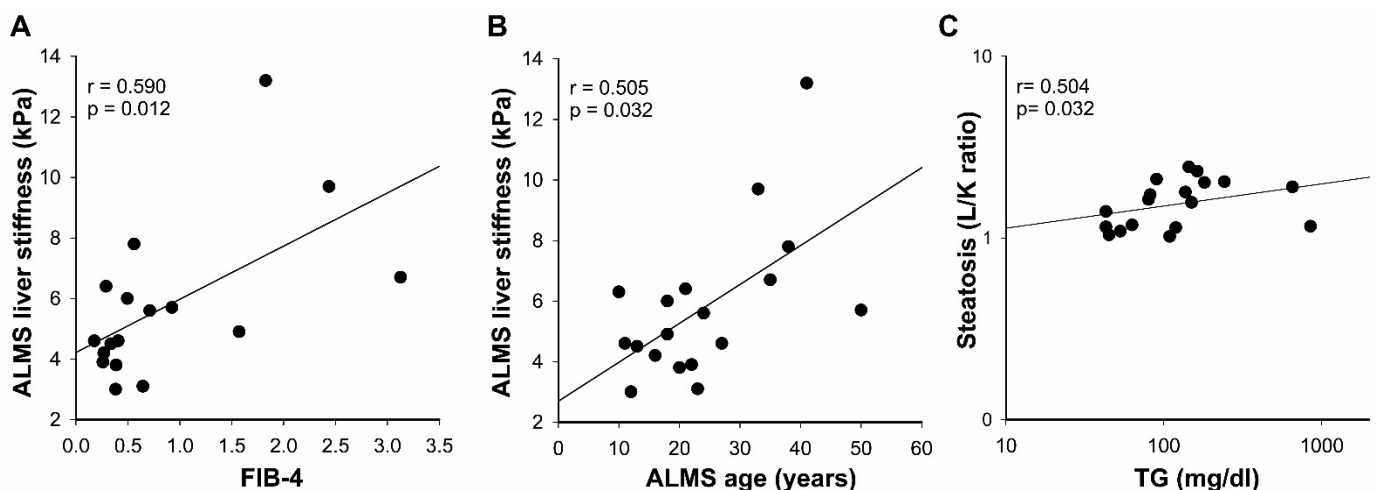 A
ALMS liver stiffness (kPa)
14
12
10
8
6
4
2
r = 0.590
p = 0.012
0.0 0.5 1.0 1.5 2.0 2.5 3.0 3.5
FIB-4
B
ALMS liver stiffness (kPa)
14
12
10
8
6
4
2
r = 0.505
p = 0.032
0 10 20 30 40 50 60
ALMS age (years)
C
Steatosis (L/K ratio)
10
1
0
r= 0.504
p= 0.032
10 100 1000
TG (mg/dl)